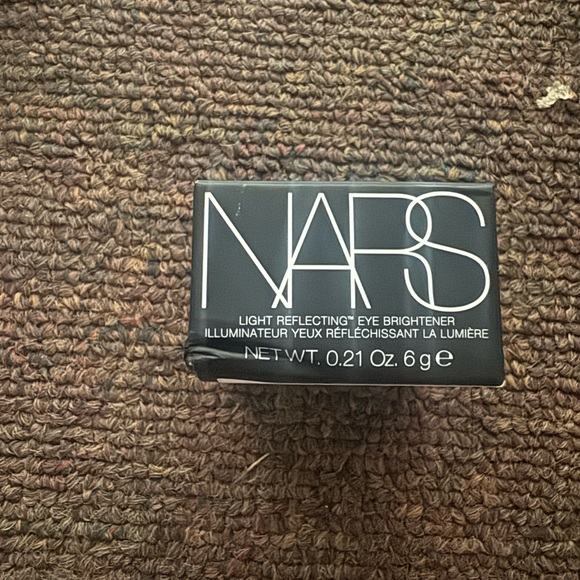 NARS
LIGHT REFLECTING™ EYE BRIGHTENER
ILLUMINATEUR YEUX RÉFLÉCHISSANT LA LUMIÈRE
NET WT. 0.21 Oz. 6 g e